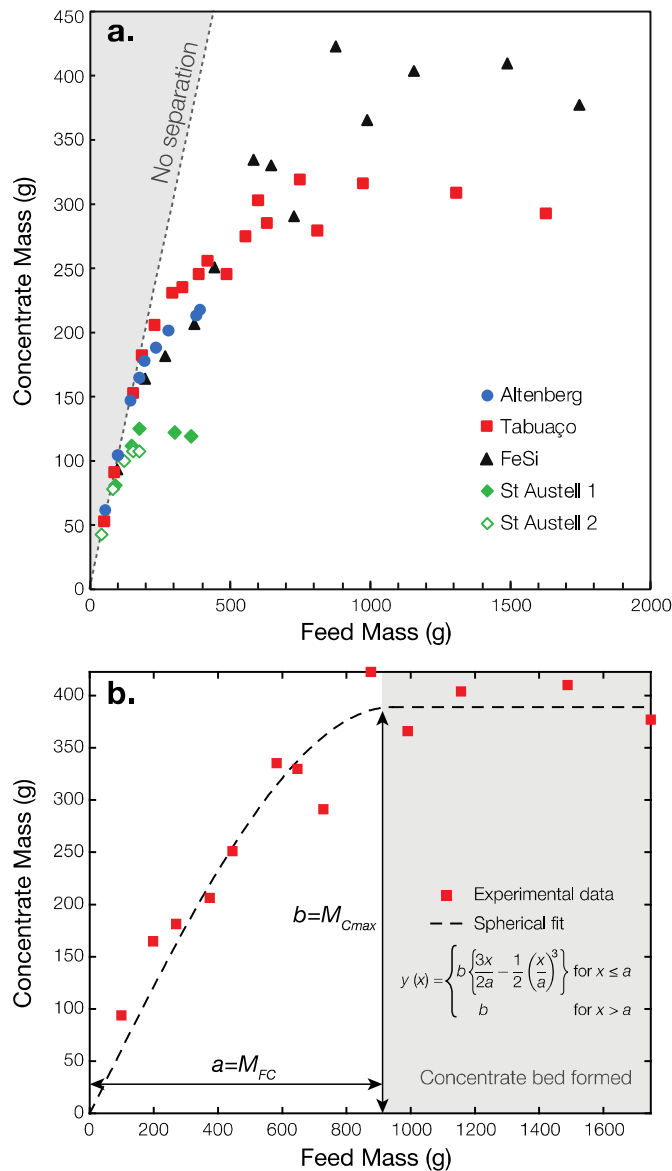 a.
No separation
Concentrate Mass (g)
450
400
350
300
250
200
150
100
50
0
Altenberg
Tabuaço
FeSi
St Austell 1
St Austell 2
0 500 1000 1500 2000
Feed Mass (g)
b.
Concentrate Mass (g)
400
350
300
250
200
150
100
50
0
b=M_Cmax
Experimental data
Spherical fit
y (x) = { b { 3x/2a − 1/2 (x/a)³ } for x ≤ a
b for x > a
a=M_FC
Concentrate bed formed
0 200 400 600 800 1000 1200 1400 1600
Feed Mass (g)